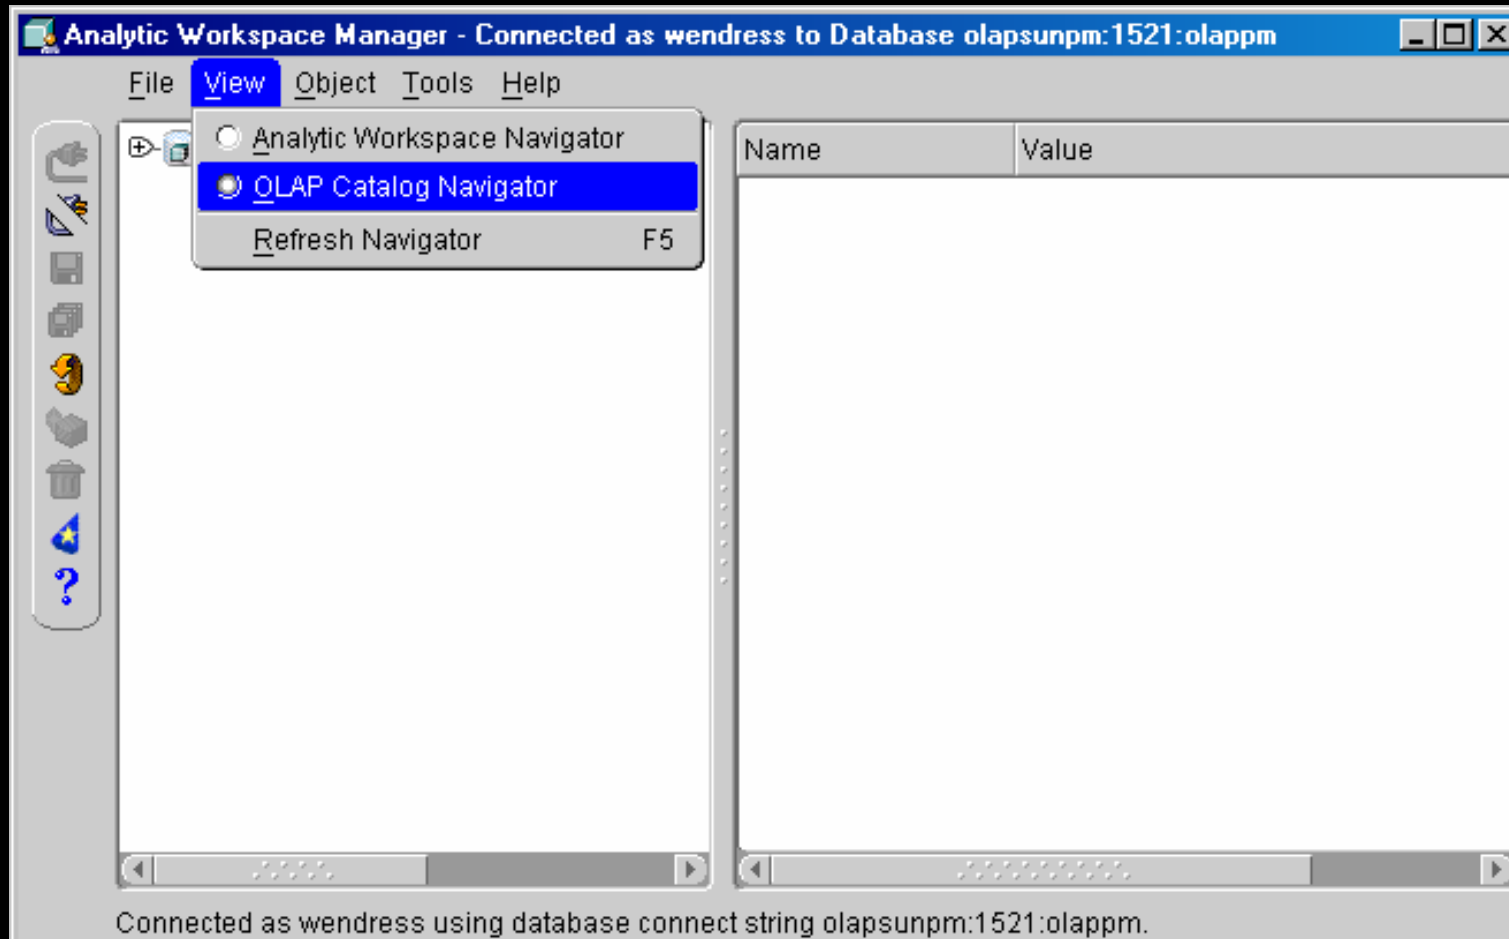 Analytic Workspace Manager - Connected as wendress to Database olapsunpm:1521:olappm
File View Object Tools Help
Analytic Workspace Navigator
OLAP Catalog Navigator
Refresh Navigator F5
Name Value
Connected as wendress using database connect string olapsunpm:1521:olappm.